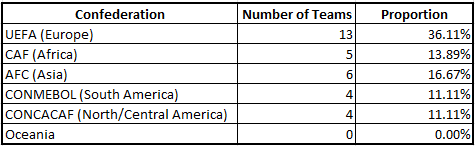 Confederation Number of Teams Proportion
UEFA (Europe) 13 36.11%
CAF (Africa) 5 13.89%
AFC (Asia) 6 16.67%
CONMEBOL (South America) 4 11.11%
CONCACAF (North/Central America) 4 11.11%
Oceania 0 0.00%